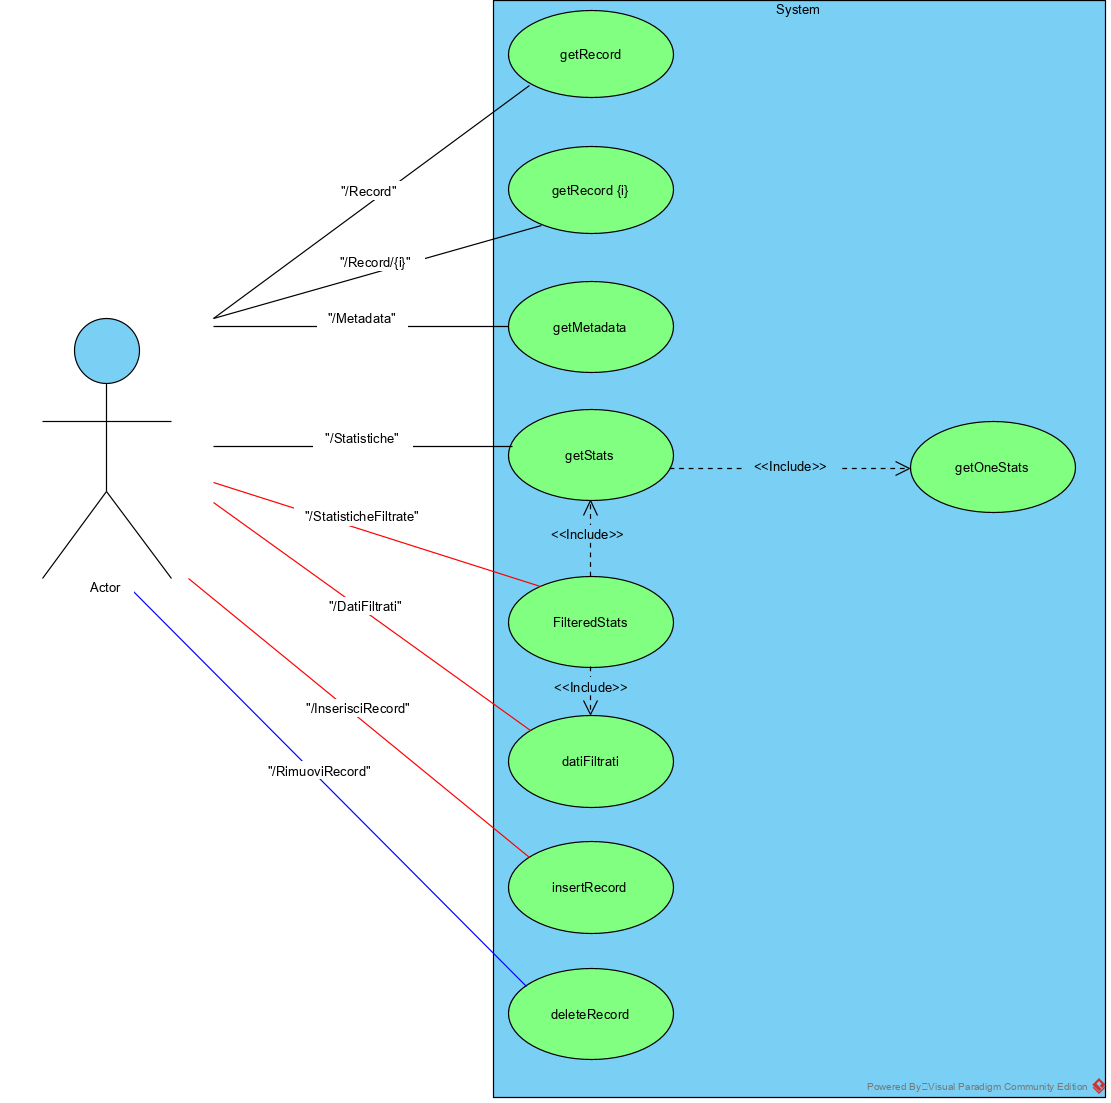 System
getRecord
"/Record"
getRecord {i}
"/Record/{i}"
"/Metadata"
getMetadata
"/Statistiche"
getStats
<<Include>>
getOneStats
"/StatisticheFiltrate"
<<Include>>
"/DatiFiltrati"
FilteredStats
Actor
<<Include>>
"/InserisciRecord"
datiFiltrati
"/RimuoviRecord"
insertRecord
deleteRecord
Powered By Visual Paradigm Community Edition